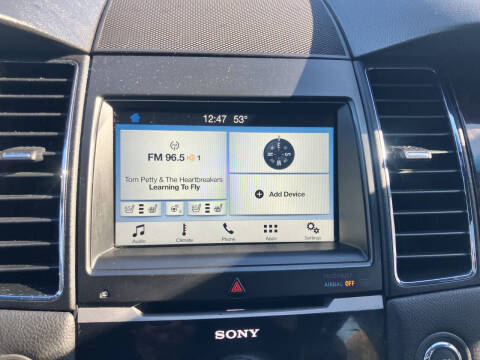 12:47 53°
FM 96.5 1
Tom Petty & The Heartbreakers
Learning To Fly
Add Device
Audio
Climate
Phone
Apps
Settings
AIRBAG OFF
SONY